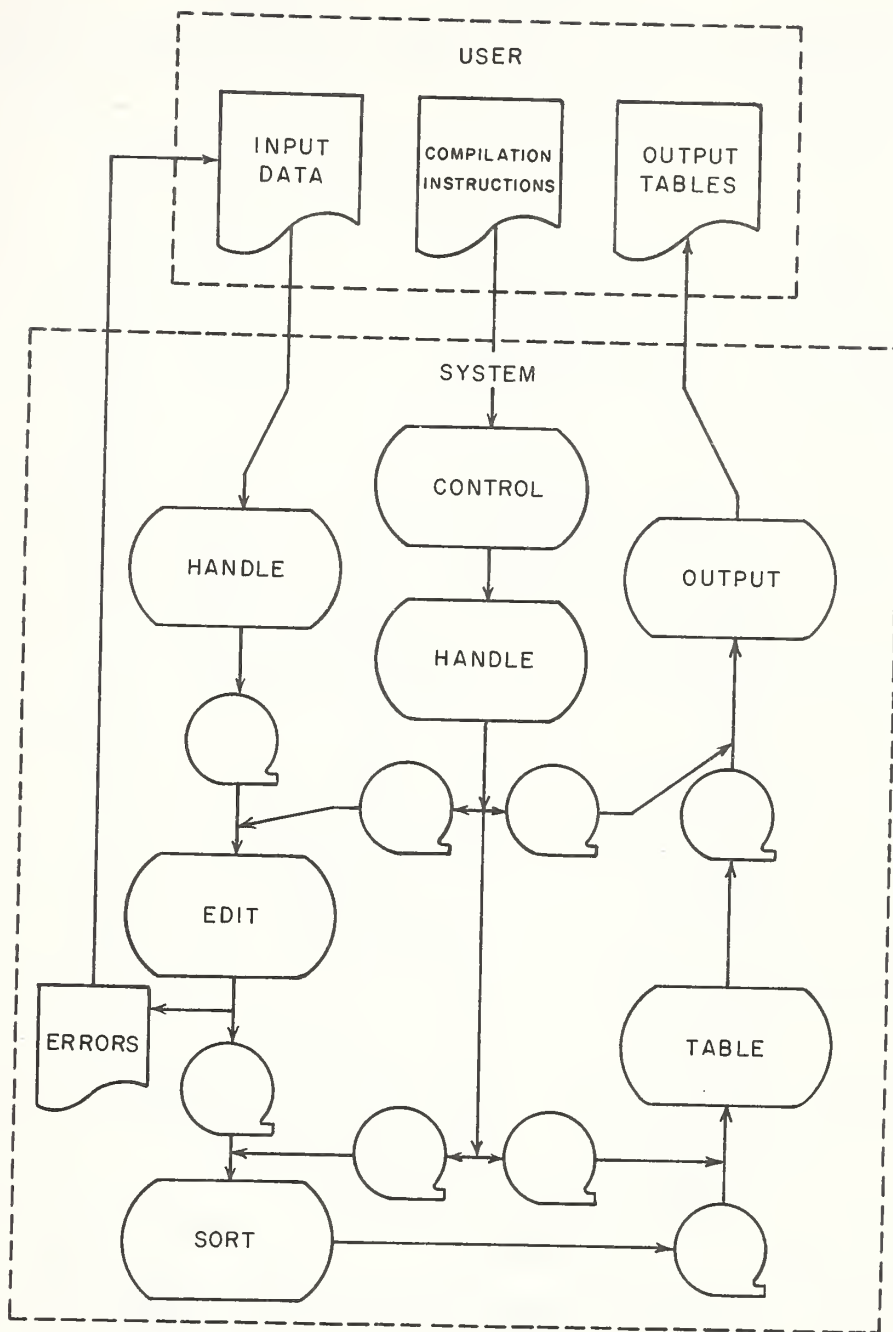 USER
INPUT
DATA
COMPILATION
INSTRUCTIONS
OUTPUT
TABLES
SYSTEM
CONTROL
HANDLE
OUTPUT
HANDLE
EDIT
ERRORS
TABLE
SORT